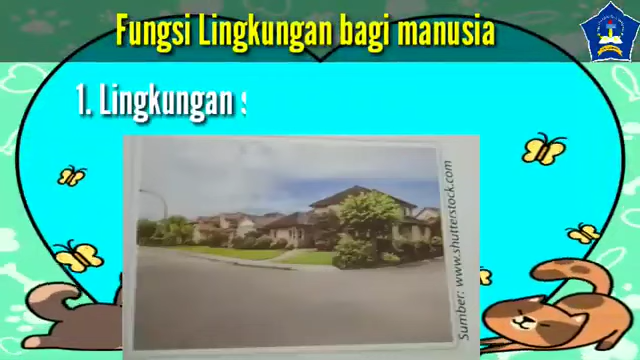 Fungsi Lingkungan bagi manusia
1. Lingkungan s
Sumber: www.shutterstock.com